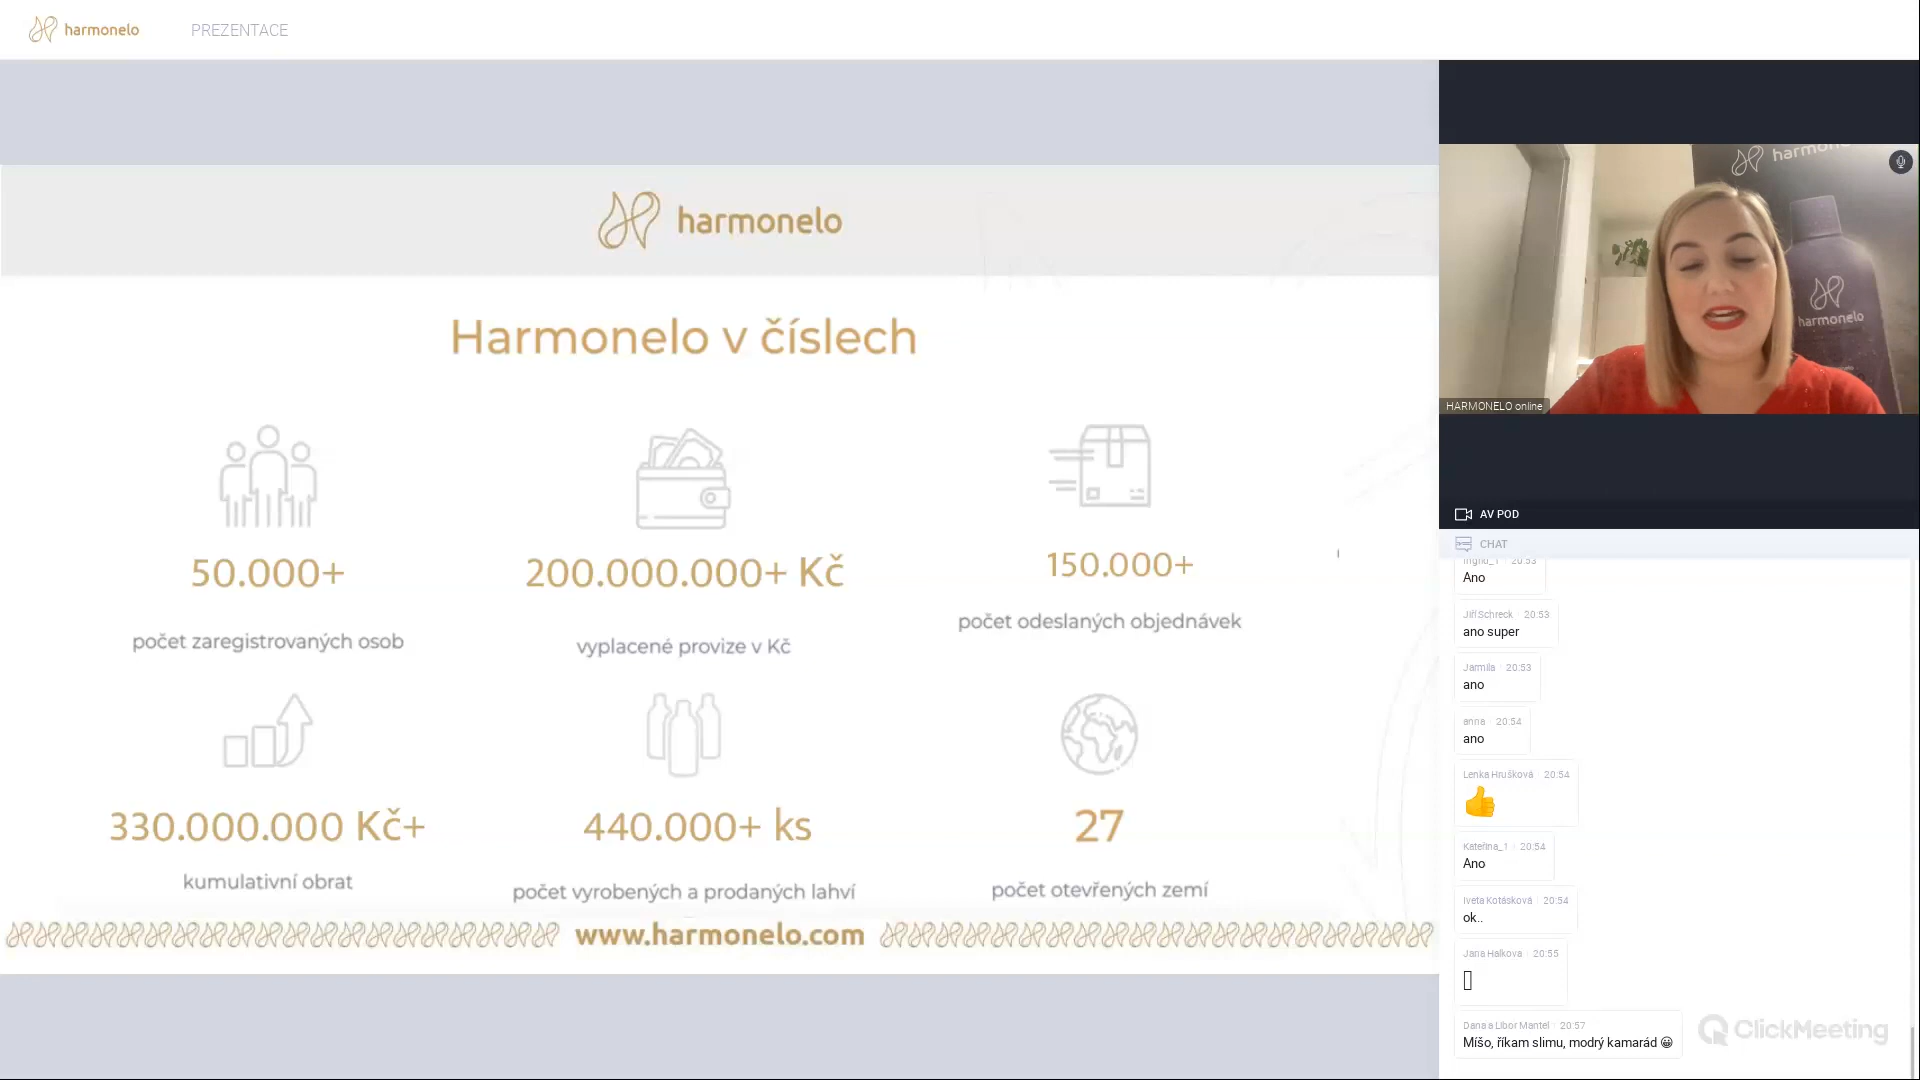 harmonelo
PREZENTACE
harmonelo
Harmonelo v číslech
50.000+
200.000.000+ Kč
150.000+
počet zaregistrovaných osob
vyplacené provize v Kč
počet odeslaných objednávek
330.000.000 Kč+
440.000+ ks
27
kumulativní obrat
počet vyrobených a prodaných lahví
počet otevřených zemí
www.harmonelo.com
harmonelo
harmonelo
HARMONELO online
AV POD
CHAT
Ingrid_1 20:53
Ano
Jiří Schreck 20:53
ano super
Jarmila 20:53
ano
anna 20:54
ano
Lenka Hrušková 20:54
👍
Kateřina_1 20:54
Ano
Iveta Kotásková 20:54
ok..
Jana Halkova 20:55
Dana a Libor Mantel 20:57
Míšo, říkam slimu, modrý kamarád 😀
ClickMeeting